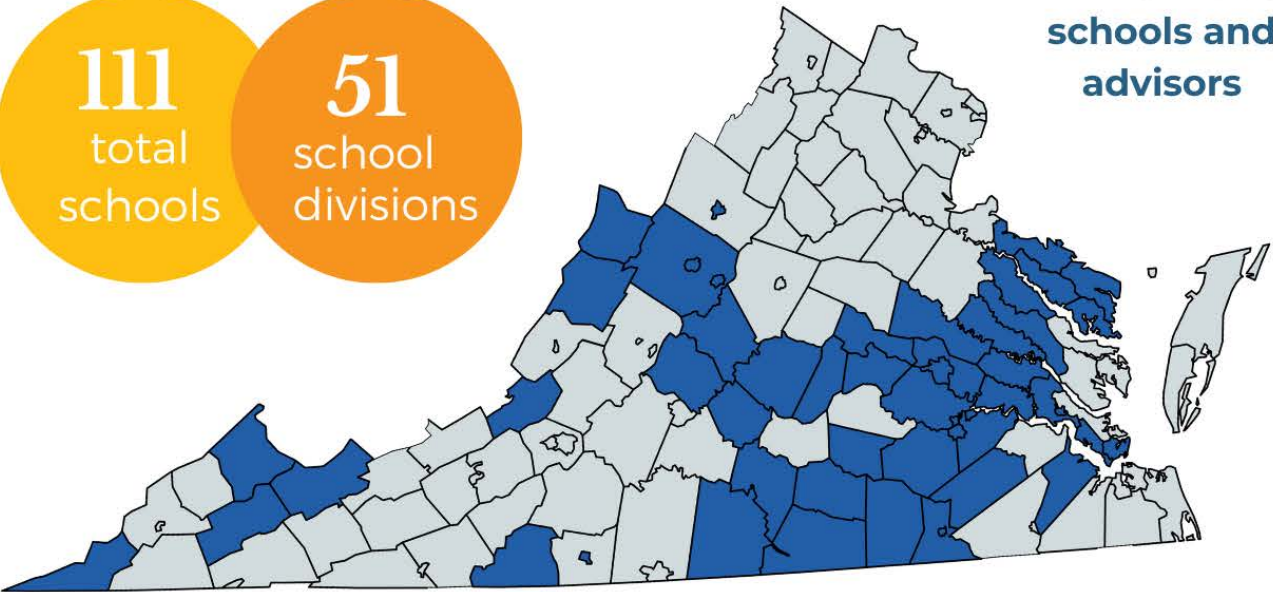 111
total
schools
51
school
divisions
schools and
advisors